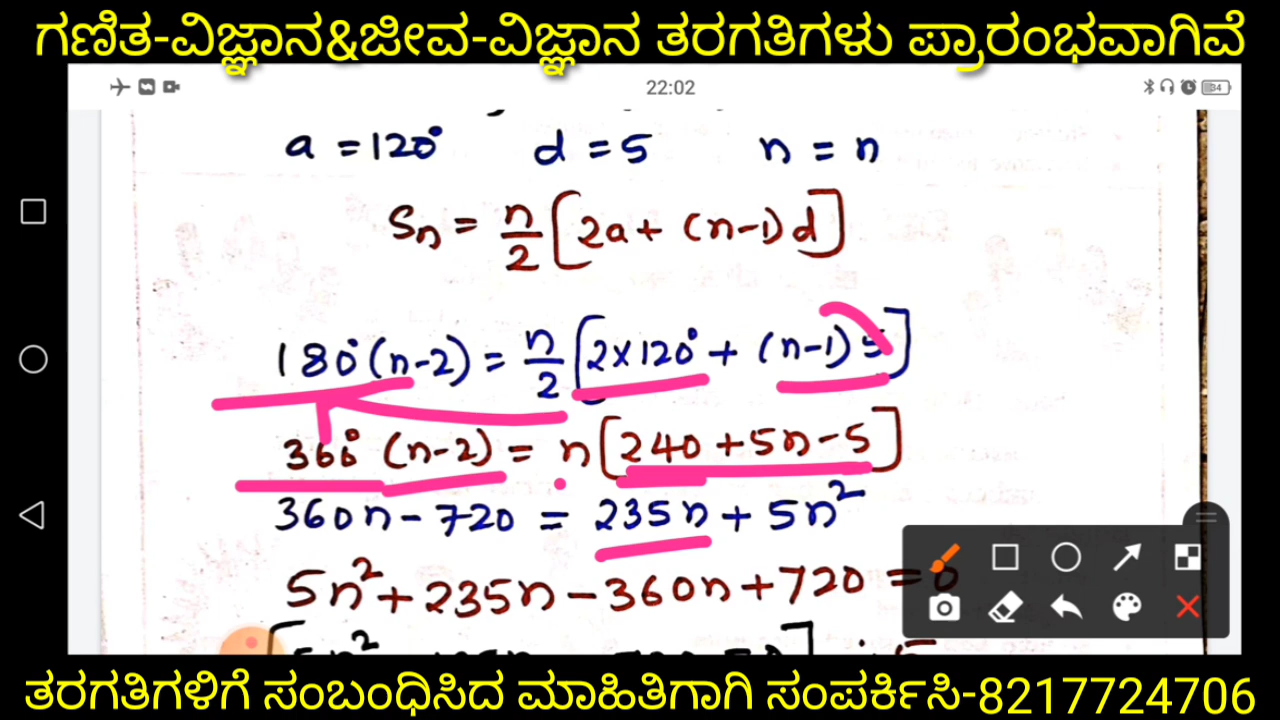 ಗಣಿತ-ವಿಜ್ಞಾನ&ಜೀವ-ವಿಜ್ಞಾನ ತರಗತಿಗಳು ಪ್ರಾರಂಭವಾಗಿವೆ
22:02
34
a = 120° d = 5 n = n
Sn = n/2 [2a + (n-1) d]
180° (n-2) = n/2 [2×120° + (n-1) 5]
360° (n-2) = n [240 + 5n - 5]
360n - 720 = 235n + 5n²
5n² + 235n - 360n + 720 = 0
ತರಗತಿಗಳಿಗೆ ಸಂಬಂಧಿಸಿದ ಮಾಹಿತಿಗಾಗಿ ಸಂಪರ್ಕಿಸಿ-8217724706